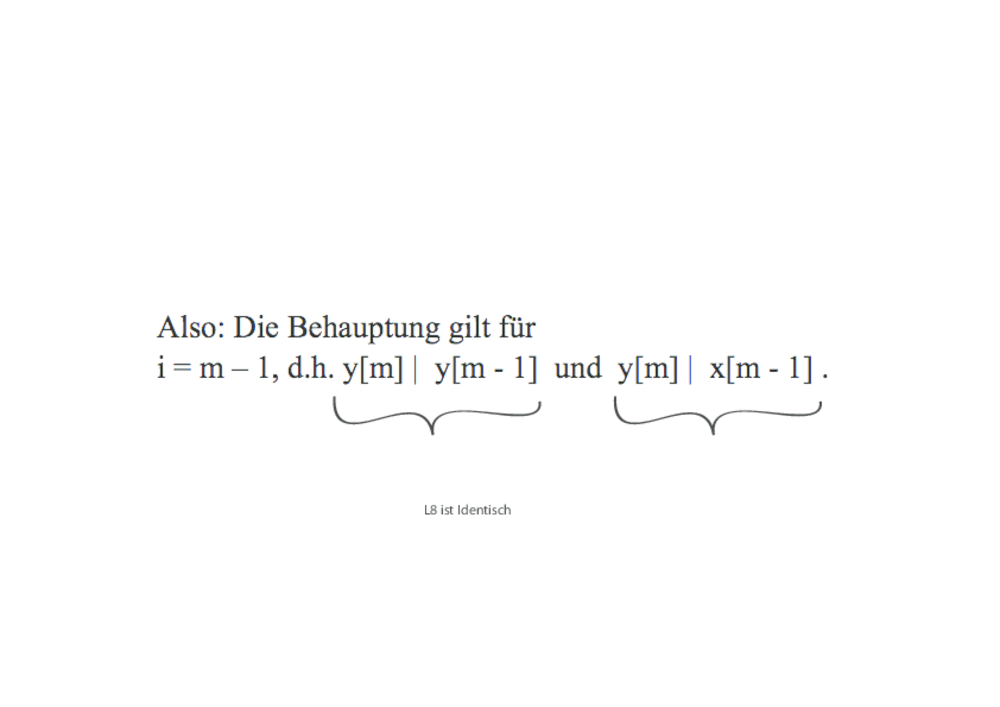 Also: Die Behauptung gilt für
i = m – 1, d.h. y[m] | y[m - 1] und y[m] | x[m - 1] .
L8 ist Identisch